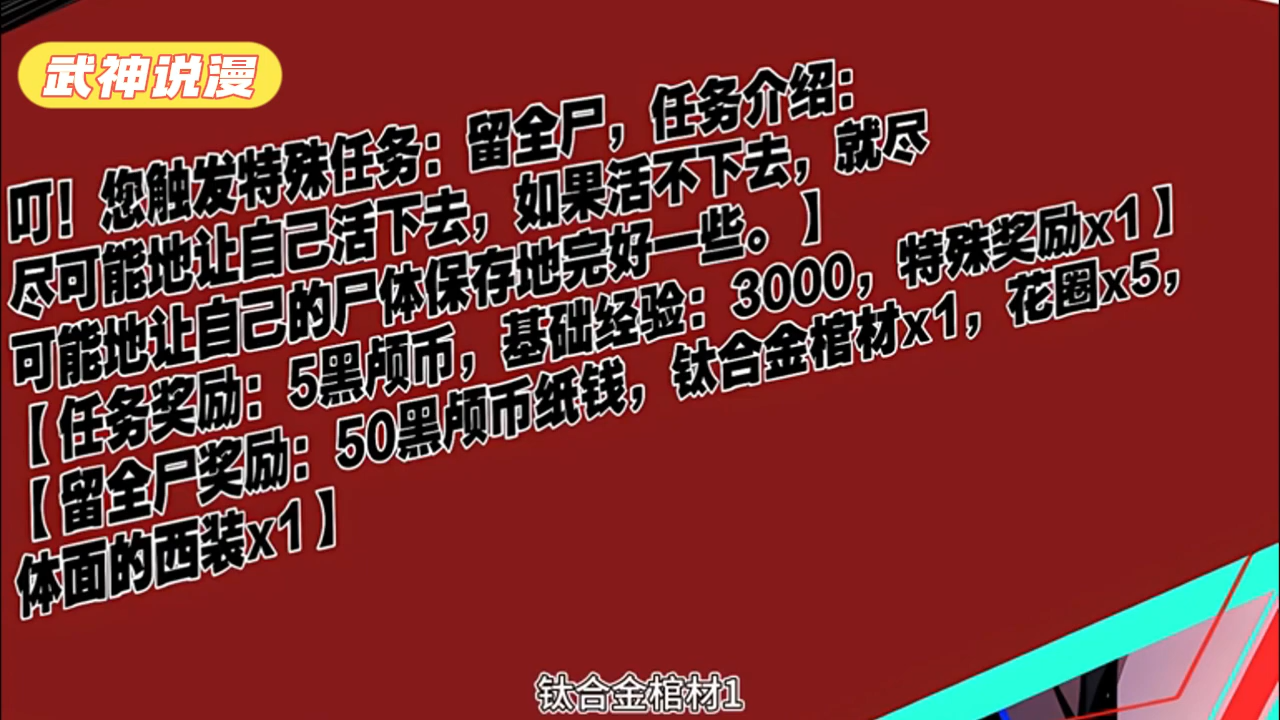 武神说漫
叮！您触发特殊任务：留全尸，任务介绍：
尽可能地让自己活下去，如果活不下去，就尽
可能地让自己的尸体保存地完好一些。】
【任务奖励：5黑颅币，基础经验：3000，特殊奖励x1】
【留全尸奖励：50黑颅币纸钱，钛合金棺材x1，花圈x5，
体面的西装x1】
钛合金棺材1